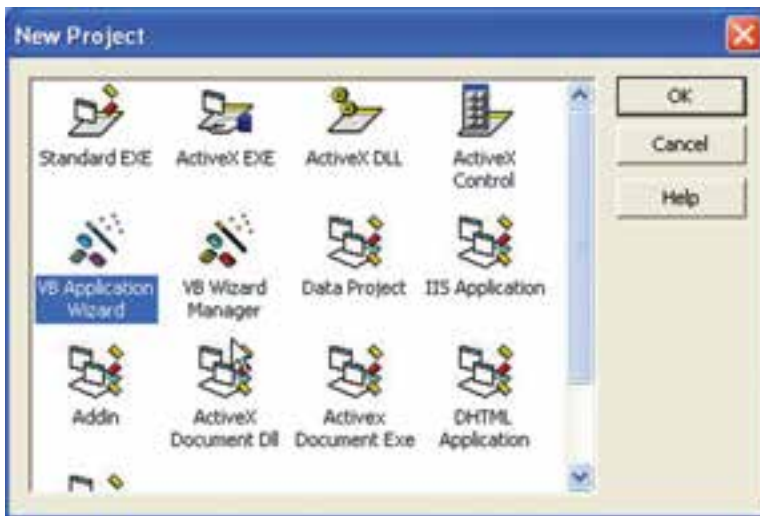 New Project
Standard EXE
ActiveX EXE
ActiveX DLL
ActiveX
Control
VB Application
Wizard
VB Wizard
Manager
Data Project
IIS Application
Addin
ActiveX
Document Dll
Activex
Document Exe
DHTML
Application
OK
Cancel
Help